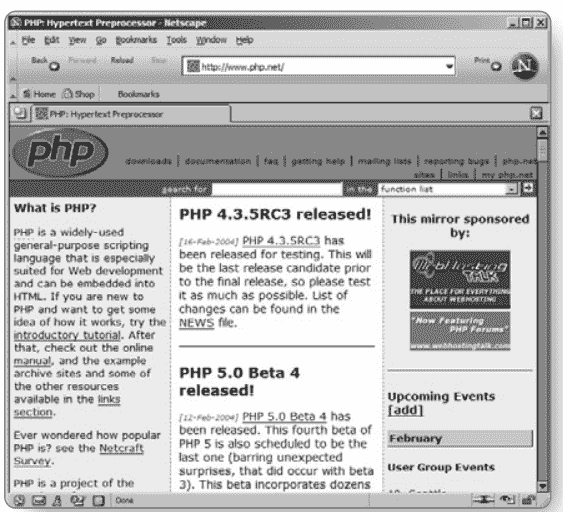 PHP: Hypertext Preprocessor - Netscape
File Edit View Go Bookmarks Tools Window Help
Back Forward Reload Stop
http://www.php.net/
Print
N
Home Shop Bookmarks
PHP: Hypertext Preprocessor
php
downloads | documentation | faq | getting help | mailing lists | reporting bugs | php.net
sites | links | my php.net
search for in the function list
What is PHP?
PHP is a widely-used
general-purpose scripting
language that is especially
suited for Web development
and can be embedded into
HTML. If you are new to
PHP and want to get some
idea of how it works, try the
introductory tutorial. After
that, check out the online
manual, and the example
archive sites and some of
the other resources
available in the links
section.
Ever wondered how popular
PHP is? see the Netcraft
Survey.
PHP is a project of the
PHP 4.3.5RC3 released!
[16-Feb-2004] PHP 4.3.5RC3 has
been released for testing. This will
be the last release candidate prior
to the final release, so please test
it as much as possible. List of
changes can be found in the
NEWS file.
PHP 5.0 Beta 4
released!
[12-Feb-2004] PHP 5.0 Beta 4 has
been released. This fourth beta of
PHP 5 is also scheduled to be the
last one (barring unexpected
surprises, that did occur with beta
3). This beta incorporates dozens
This mirror sponsored
by:
WebHosting
TALK
THE PLACE FOR EVERYTHING
ABOUT WEBHOSTING
"Now Featuring
PHP Forums"
www.webhostingtalk.com
Upcoming Events
[add]
February
User Group Events
Done